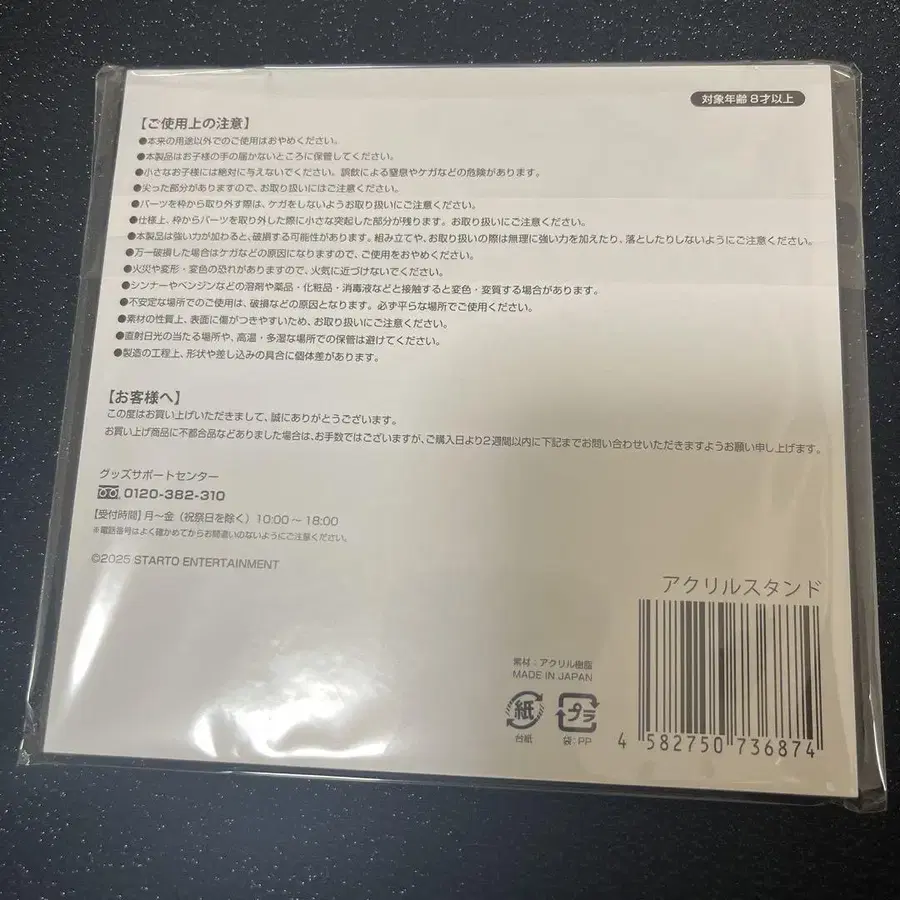 対象年齢 8才以上
【ご使用上の注意】
●本来の用途以外でのご使用はおやめください。
●本製品はお子様の手の届かないところに保管してください。
●小さなお子様には絶対に与えないでください。誤飲による窒息やケガなどの危険があります。
●尖った部分がありますので、お取り扱いにはご注意ください。
●パーツを枠から取り外す際は、ケガをしないようお取り扱いにご注意ください。
●仕様上、枠からパーツを取り外した際に小さな突起した部分が残ります。お取り扱いにご注意ください。
●本製品は強い力が加わると、破損する可能性があります。組み立てや、お取り扱いの際は無理に強い力を加えたり、落としたりしないようにご注意ください。
●万一破損した場合はケガなどの原因になりますので、ご使用をおやめください。
●火災や変形・変色の恐れがありますので、火気に近づけないでください。
●シンナーやベンジンなどの溶剤や薬品・化粧品・消毒液などと接触すると変色・変質する場合があります。
●不安定な場所でのご使用は、破損などの原因となります。必ず平らな場所でご使用ください。
●素材の性質上、表面に傷がつきやすいため、お取り扱いにご注意ください。
●直射日光の当たる場所や、高温・多湿な場所での保管は避けてください。
●製造の工程上、形状や差し込みの具合に個体差があります。
【お客様へ】
この度はお買い上げいただきまして、誠にありがとうございます。
お買い上げ商品に不都合品などありました場合は、お手数ではございますが、ご購入日より2週間以内に下記までお問い合わせいただきますようお願い申し上げます。
グッズサポートセンター
0120-382-310
【受付時間】月〜金（祝祭日を除く）10:00〜18:00
※電話番号はよく確かめてからお間違いのないようにご注意ください。
©2025 STARTO ENTERTAINMENT
アクリルスタンド
素材：アクリル樹脂
MADE IN JAPAN
紙
プラ
台紙
袋：PP
4 582750 736874